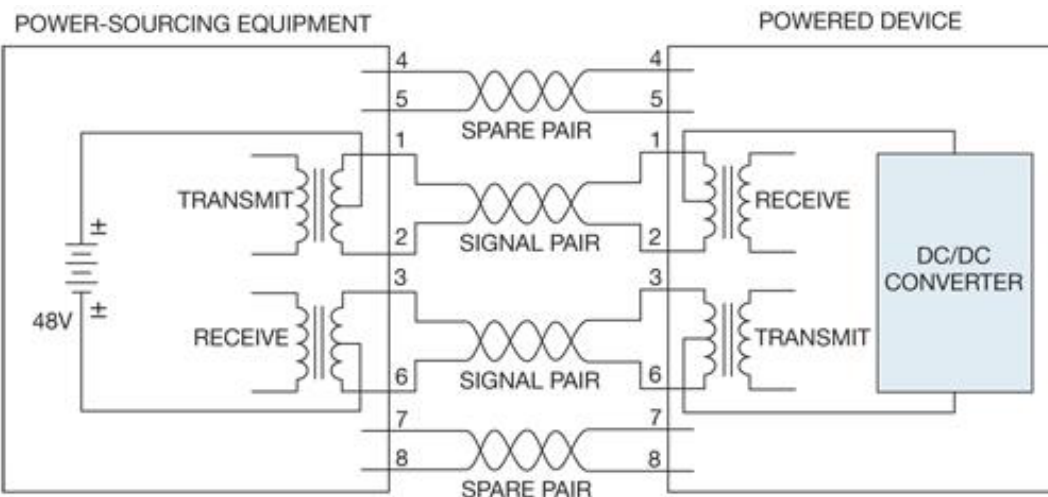 POWER-SOURCING EQUIPMENT
POWERED DEVICE
4
4
5
5
SPARE PAIR
1
1
TRANSMIT
RECEIVE
2
2
SIGNAL PAIR
±
DC/DC
CONVERTER
3
3
±
48V
RECEIVE
TRANSMIT
6
6
SIGNAL PAIR
7
7
8
8
SPARE PAIR